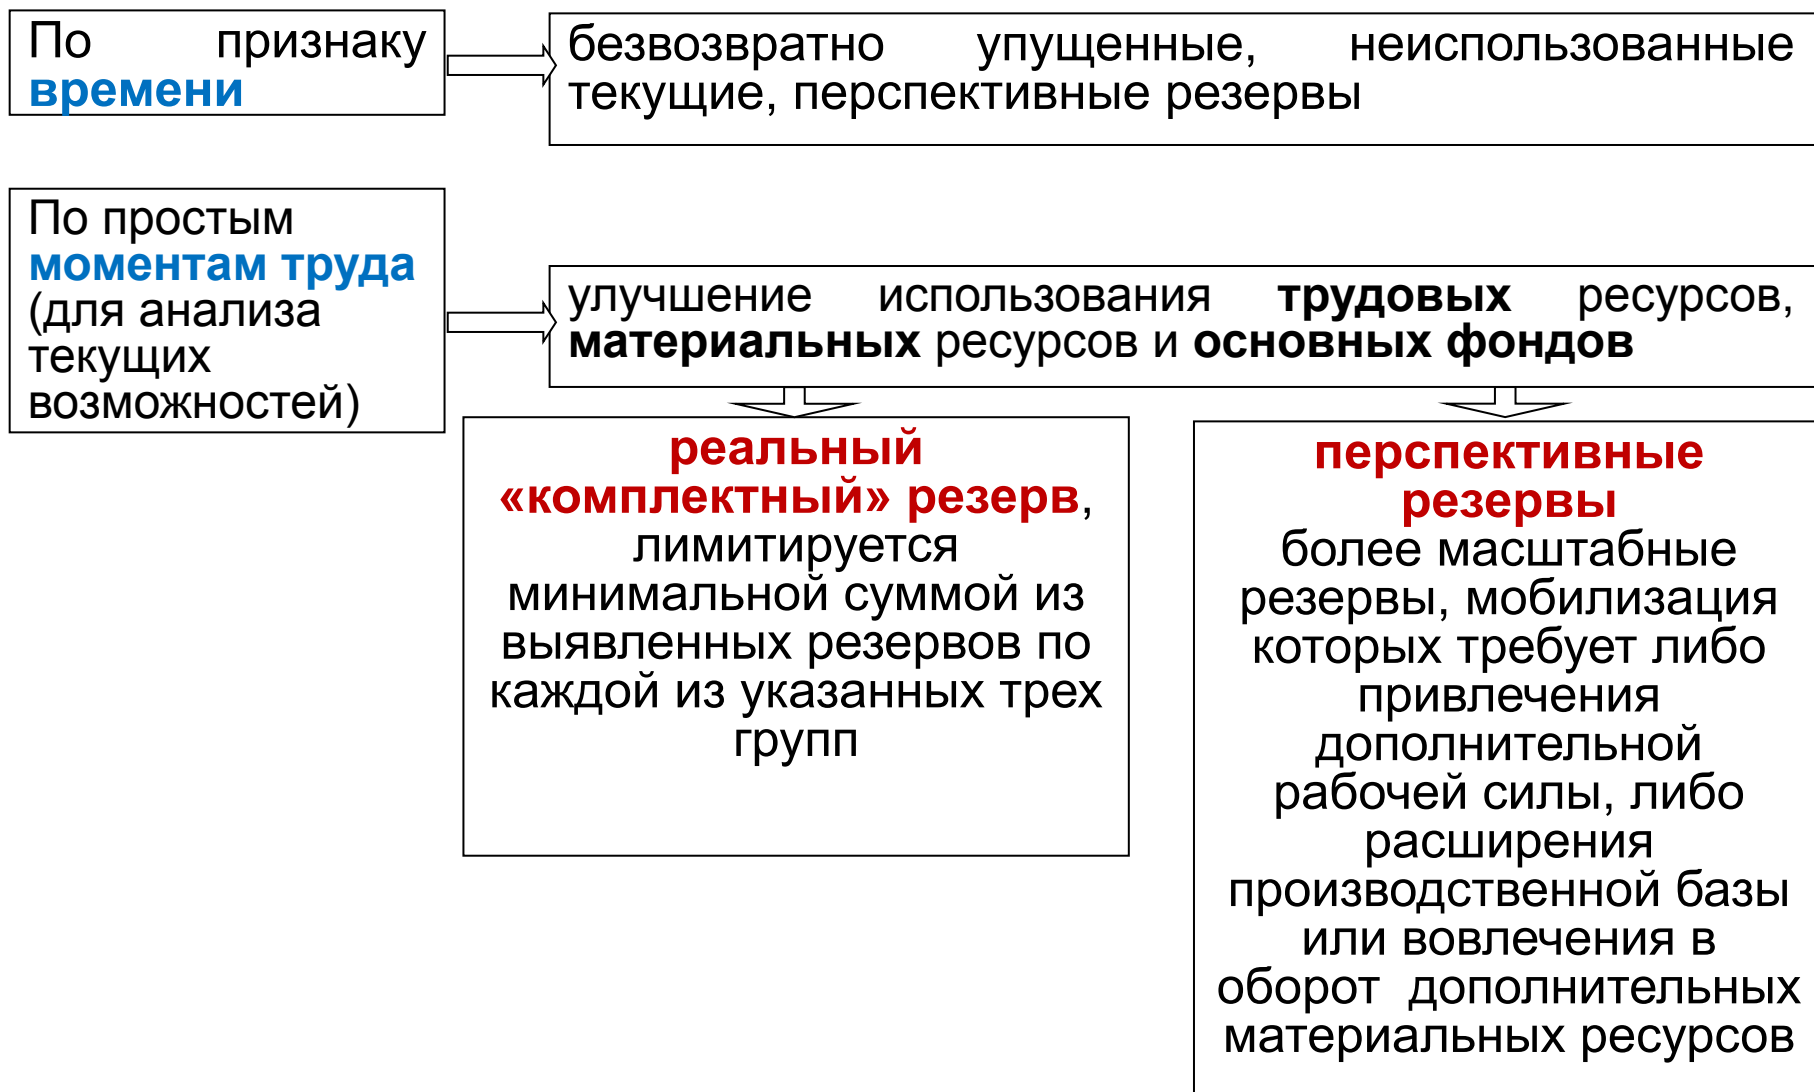 По признаку
времени
безвозвратно упущенные, неиспользованные
текущие, перспективные резервы
По простым
моментам труда
(для анализа
текущих
возможностей)
улучшение использования трудовых ресурсов,
материальных ресурсов и основных фондов
реальный
«комплектный» резерв,
лимитируется
минимальной суммой из
выявленных резервов по
каждой из указанных трех
групп
перспективные
резервы
более масштабные
резервы, мобилизация
которых требует либо
привлечения
дополнительной
рабочей силы, либо
расширения
производственной базы
или вовлечения в
оборот дополнительных
материальных ресурсов